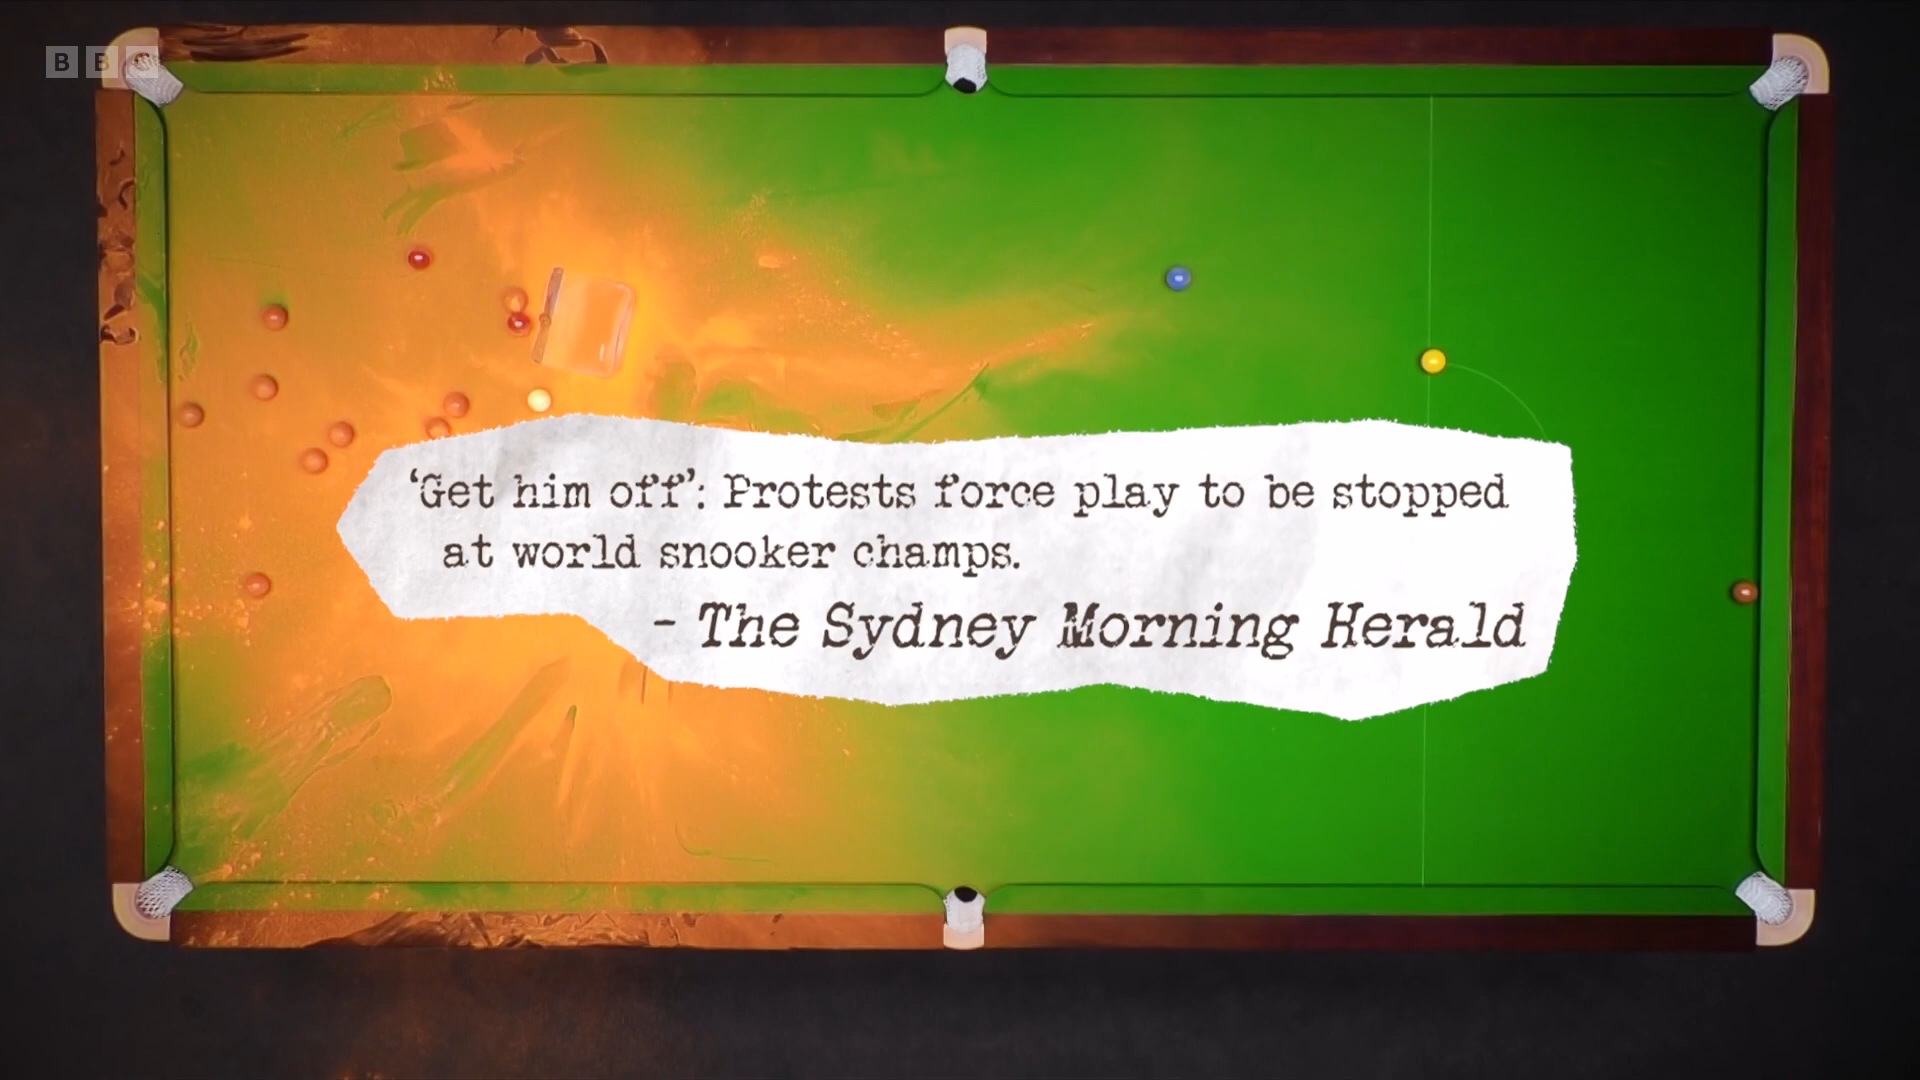 BBC
‘Get him off’: Protests force play to be stopped
at world snooker champs.
- The Sydney Morning Herald